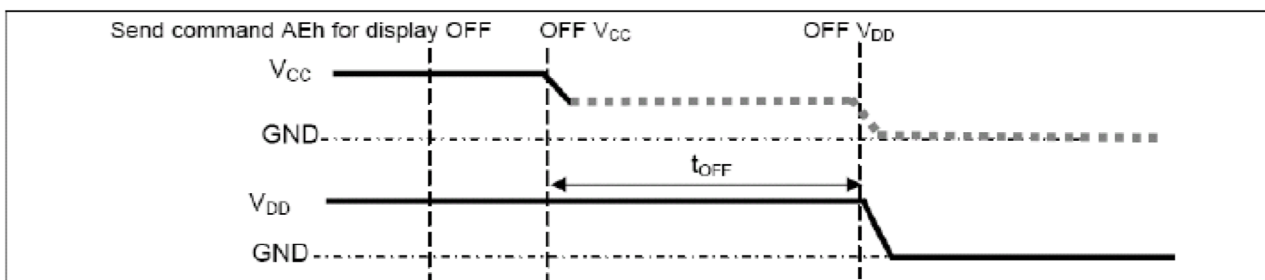 Send command AEh for display OFF OFF VCC OFF VDD
VCC
GND
tOFF
VDD
GND